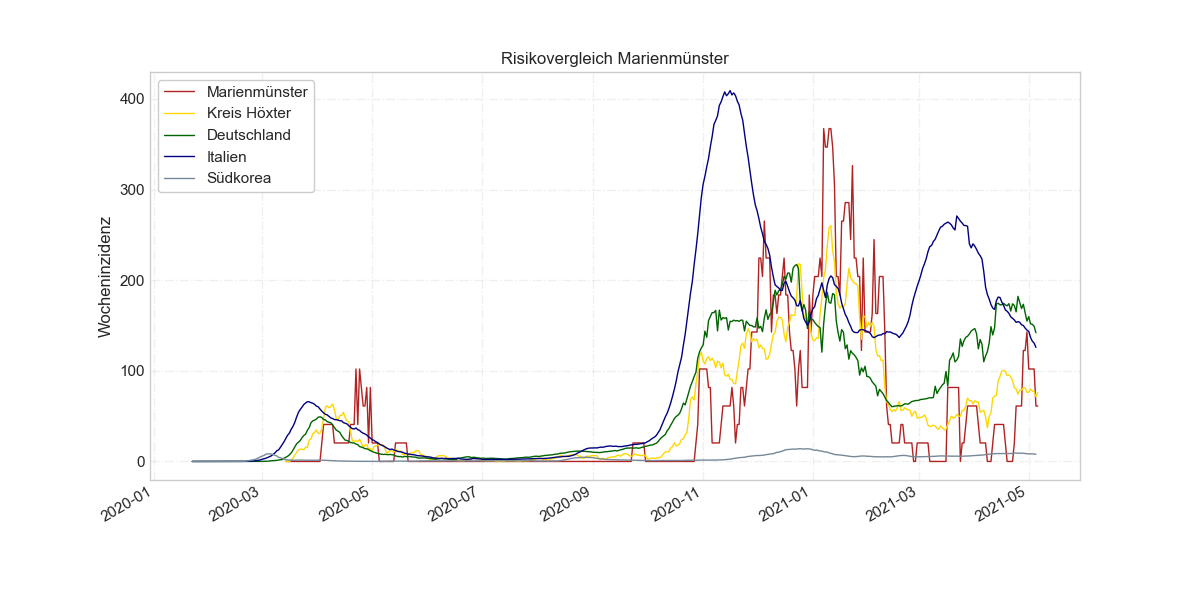 Risikovergleich Marienmünster
Wocheninzidenz
400
300
200
100
0
Marienmünster
Kreis Höxter
Deutschland
Italien
Südkorea
2020-01
2020-03
2020-05
2020-07
2020-09
2020-11
2021-01
2021-03
2021-05